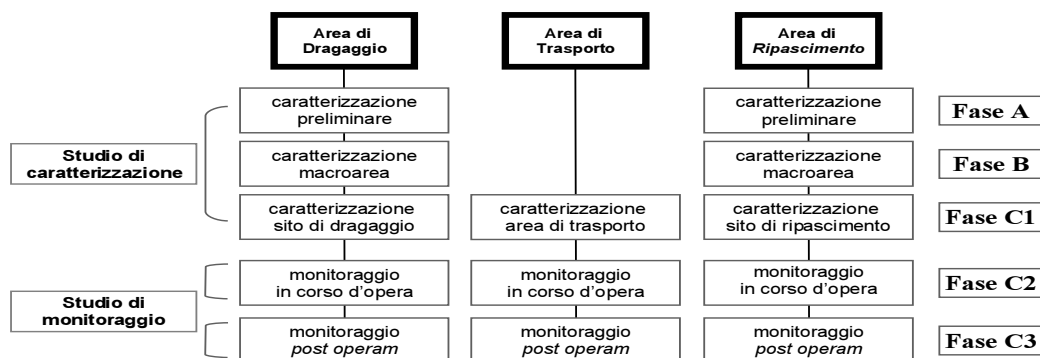 Area di
Dragaggio
Area di
Trasporto
Area di
Ripascimento
caratterizzazione
preliminare
caratterizzazione
preliminare
Fase A
Studio di
caratterizzazione
caratterizzazione
macroarea
caratterizzazione
macroarea
Fase B
caratterizzazione
sito di dragaggio
caratterizzazione
area di trasporto
caratterizzazione
sito di ripascimento
Fase C1
Studio di
monitoraggio
monitoraggio
in corso d'opera
monitoraggio
in corso d'opera
monitoraggio
in corso d'opera
Fase C2
monitoraggio
post operam
monitoraggio
post operam
monitoraggio
post operam
Fase C3